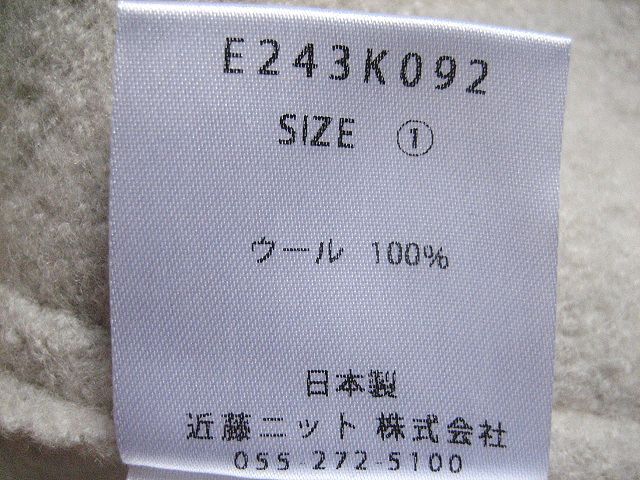 E243K092
SIZE ①
ウール 100%
日本製
近藤ニット 株式会社
055-272-5100